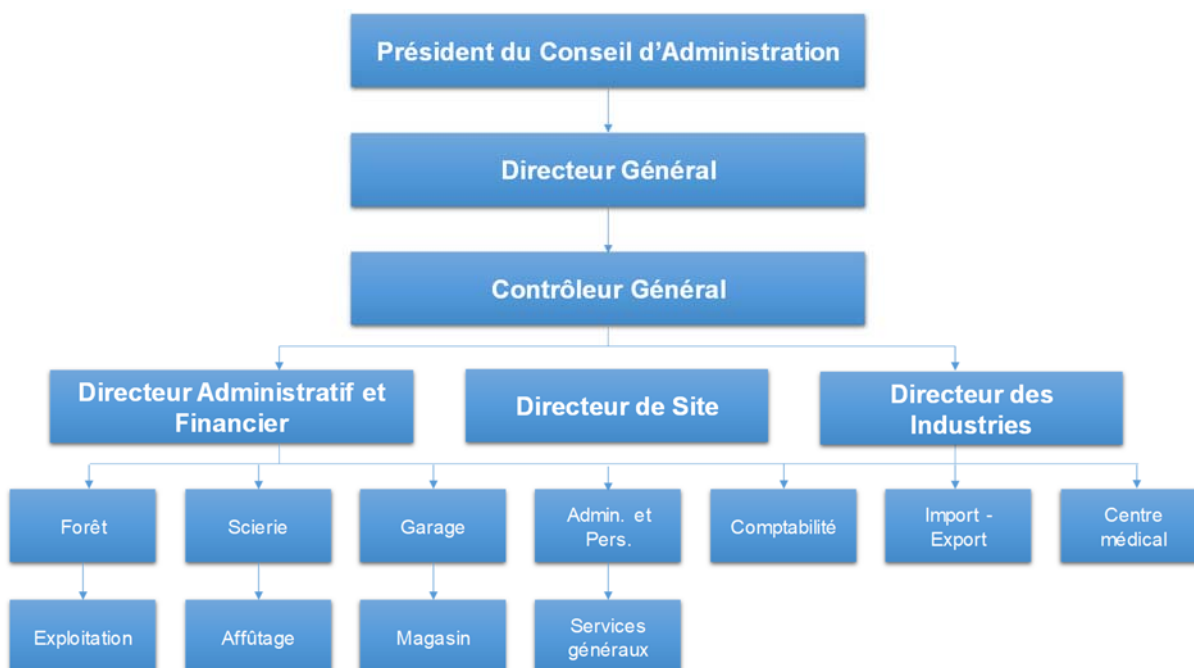 Président du Conseil d’Administration
Directeur Général
Contrôleur Général
Directeur Administratif et
Financier
Directeur de Site
Directeur des
Industries
Forêt
Scierie
Garage
Admin. et
Pers.
Comptabilité
Import -
Export
Centre
médical
Exploitation
Affûtage
Magasin
Services
généraux